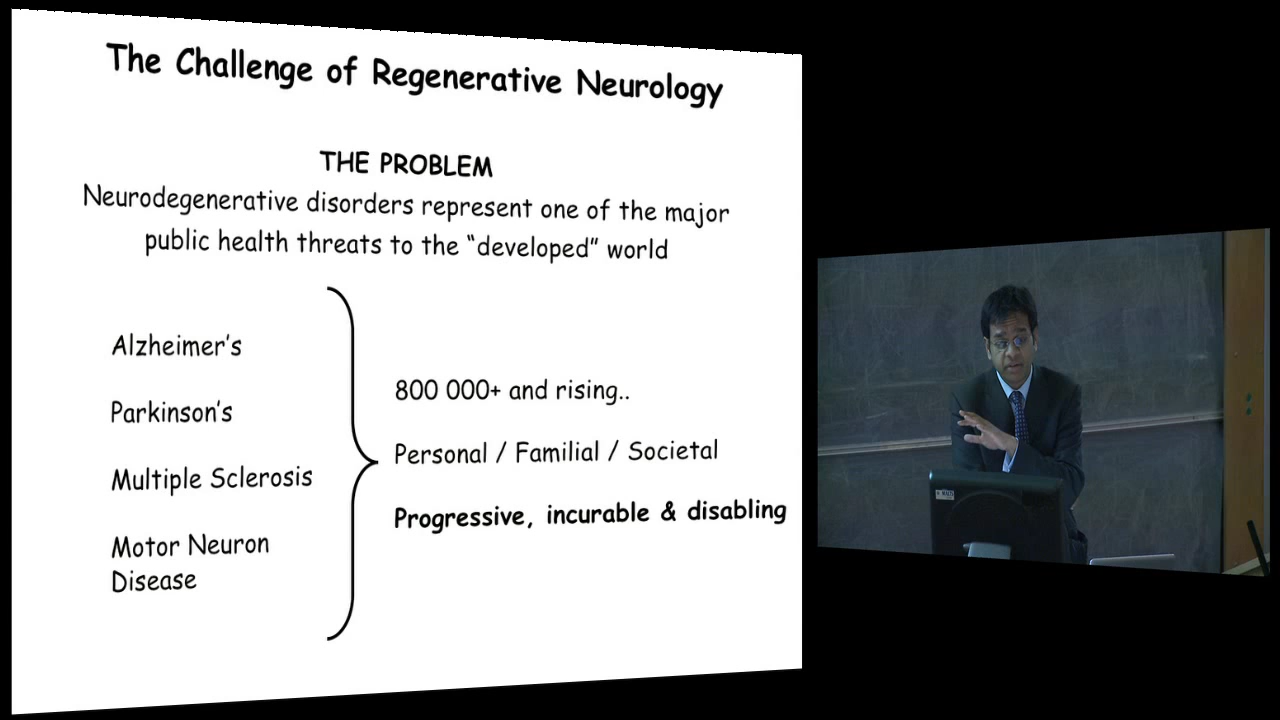 The Challenge of Regenerative Neurology
THE PROBLEM
Neurodegenerative disorders represent one of the major
public health threats to the “developed” world
Alzheimer’s
Parkinson’s
Multiple Sclerosis
Motor Neuron
Disease
800 000+ and rising..
Personal / Familial / Societal
Progressive, incurable & disabling